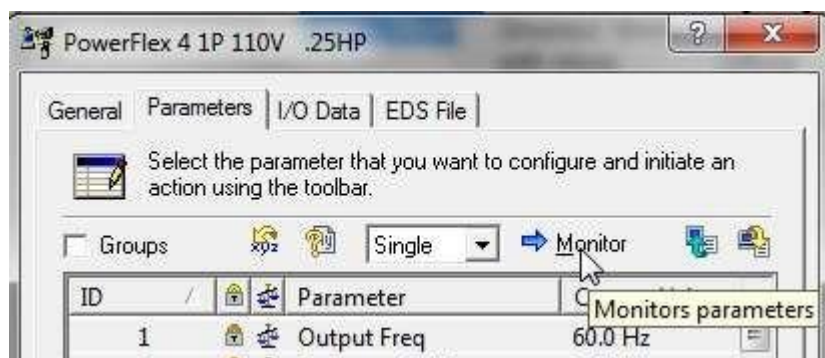 PowerFlex 4 1P 110V .25HP
General Parameters I/O Data EDS File
Select the parameter that you want to configure and initiate an
action using the toolbar.
Groups Single Monitor
ID Parameter
Monitors parameters
1 Output Freq 60.0 Hz